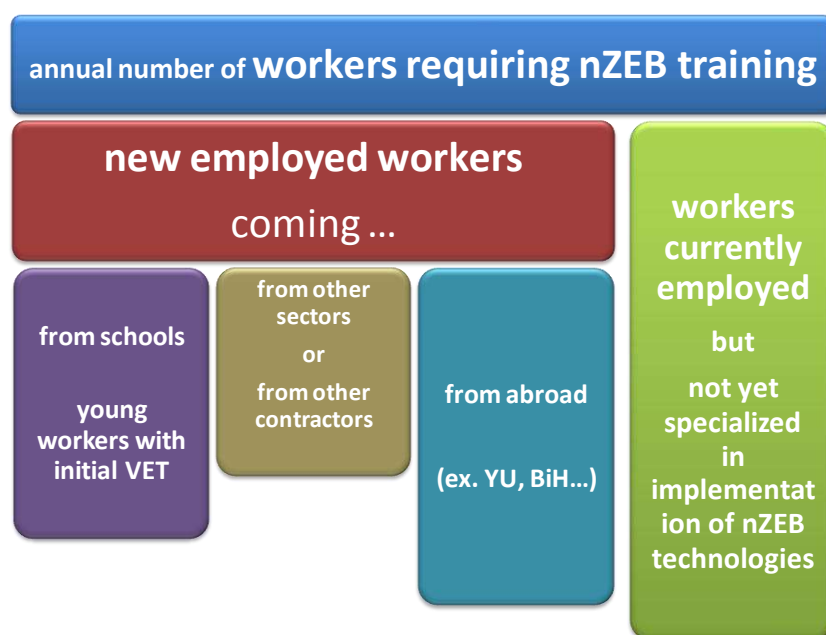 annual number of workers requiring nZEB training
new employed workers
coming ...
from schools
young
workers with
initial VET
from other
sectors
or
from other
contractors
from abroad
(ex. YU, BiH...)
workers
currently
employed
but
not yet
specialized
in
implementat
ion of nZEB
technologies